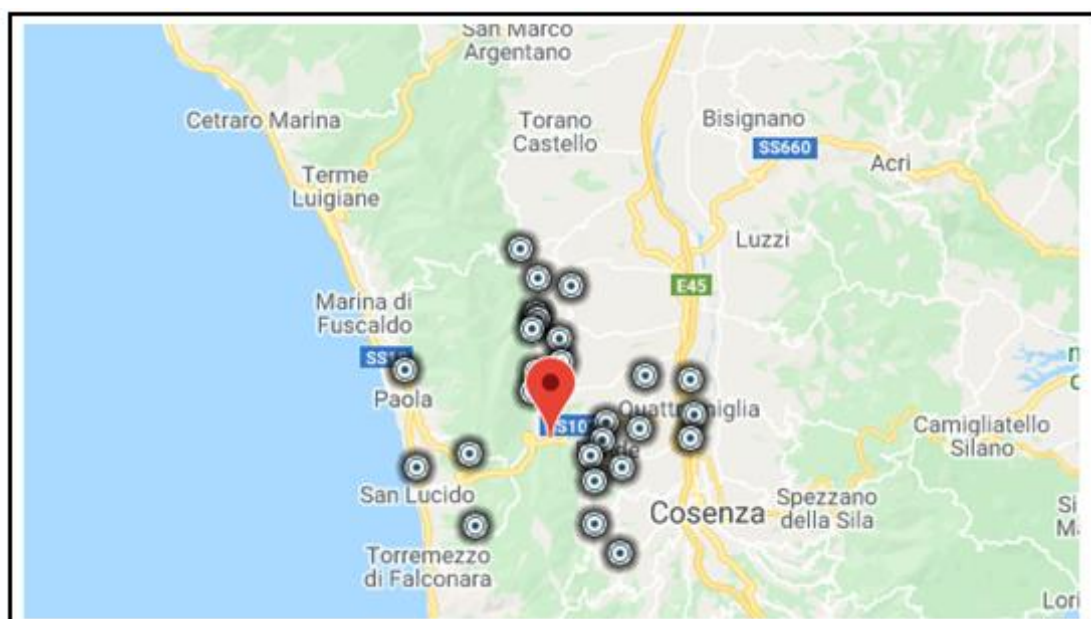 San Marco
Argentano
Cetraro Marina
Torano
Castello
Bisignano
SS660
Acri
Terme
Luigiane
Luzzi
E45
Marina di
Fuscaldo
Paola
Camigliatello
Silano
San Lucido
Cosenza
Spezzano
della Sila
Torremezzo
di Falconara